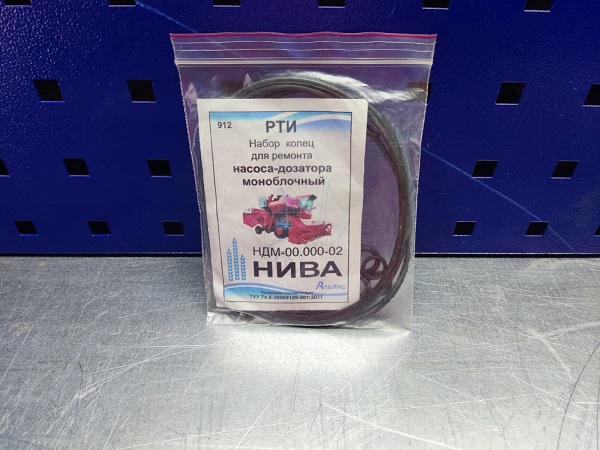 912
РТИ
Набор колец
для ремонта
насоса-дозатора
моноблочный
НДМ-00.000-02
НИВА
Альянс